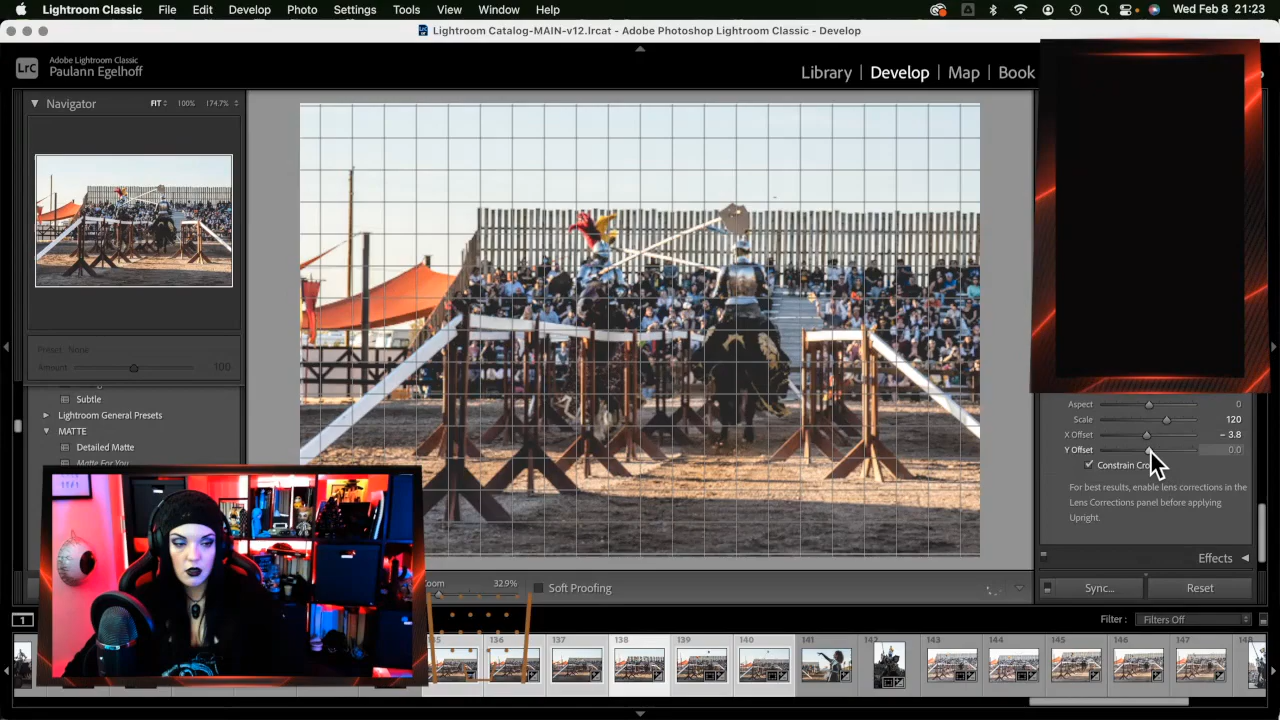 Lightroom Classic File Edit Develop Photo Settings Tools View Window Help Wed Feb 8 21:23
Lightroom Catalog-MAIN-v12.lrcat - Adobe Photoshop Lightroom Classic - Develop
LrC
Adobe Lightroom Classic
Paulann Egelhoff
Library | Develop | Map | Book
Navigator FIT 100% 174.7%
Preset: None
Amount 100
Subtle
Lightroom General Presets
MATTE
Detailed Matte
Matte For You
Aspect 0
Scale 120
X Offset − 3.8
Y Offset 0.0
Constrain Cro
For best results, enable lens corrections in the
Lens Corrections panel before applying
Upright.
Effects
Zoom 32.9% Soft Proofing
Sync... Reset
1
Filter : Filters Off
136 137 138 139 140 141 142 143 144 145 146 147 148